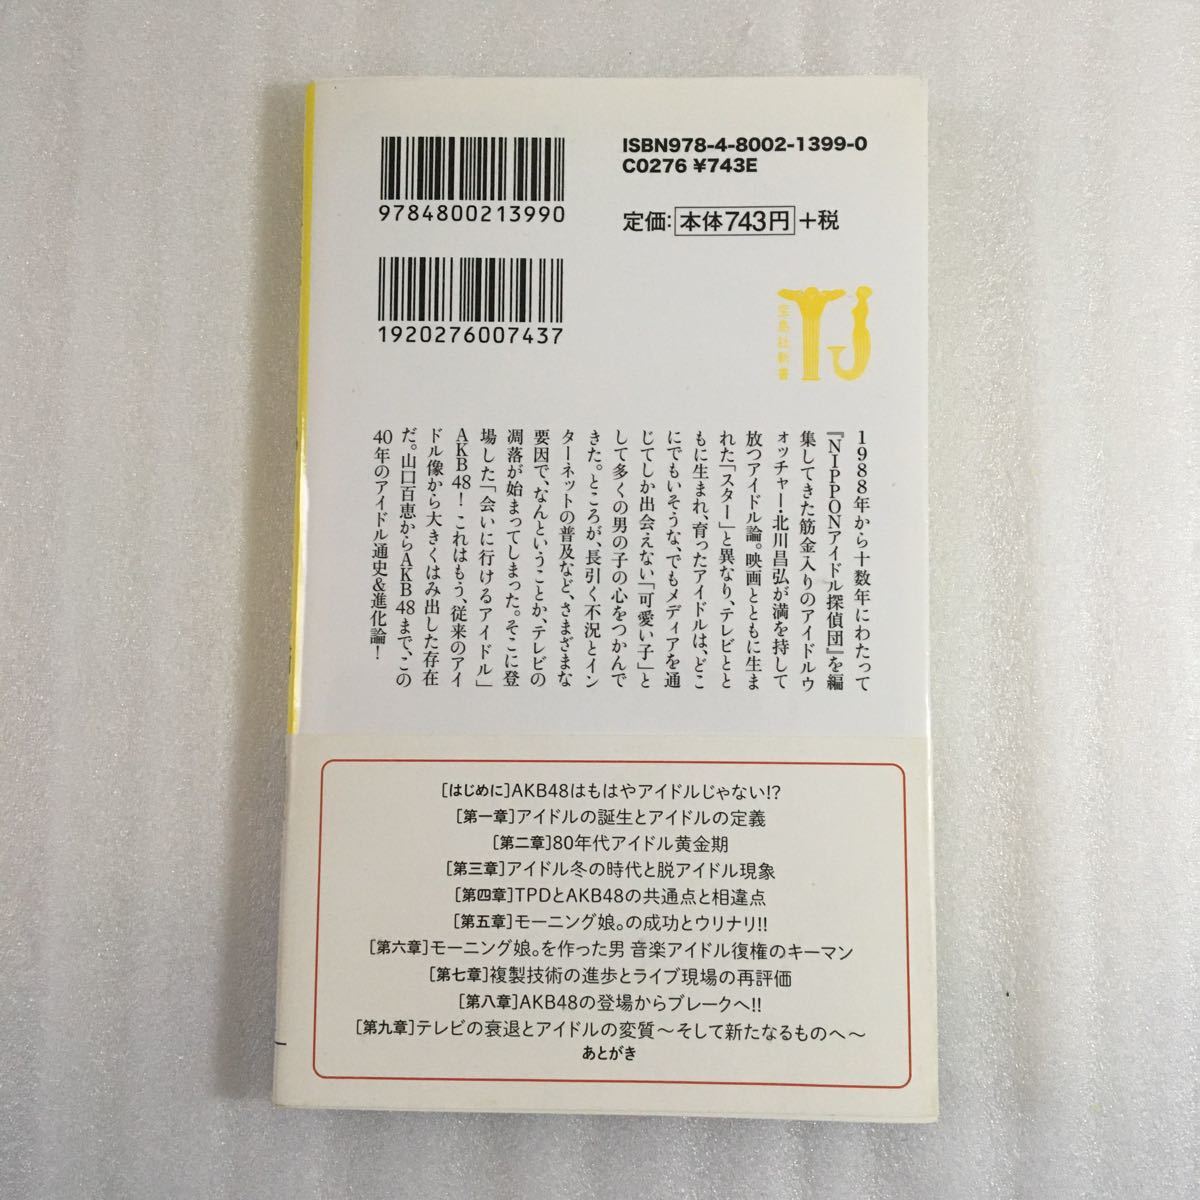 9784800213990
ISBN978-4-8002-1399-0
C0276 ¥743E
定価:本体743円+税
1920276007437
宝島社新書
1988年から十数年にわたって
『NIPPONアイドル探偵団』を編
集してきた筋金入りのアイドルウ
ォッチャー・北川昌弘が満を持して
放つアイドル論。映画とともに生ま
れた「スター」と異なり、テレビとと
もに生まれ、育ったアイドルは、どこ
にでもいそうな、でもメディアを通
じてしか出会えない「可愛い子」と
して多くの男の子の心をつかんで
きた。ところが、長引く不況とイン
ターネットの普及など、さまざまな
要因で、なんということか、テレビの
凋落が始まってしまった。そこに登
場した「会いに行けるアイドル」
AKB48!これはもう、従来のアイ
ドル像から大きくはみ出した存在
だ。山口百恵からAKB48まで、この
40年のアイドル通史&進化論!
[はじめに]AKB48はもはやアイドルじゃない!?
[第一章]アイドルの誕生とアイドルの定義
[第二章]80年代アイドル黄金期
[第三章]アイドル冬の時代と脱アイドル現象
[第四章]TPDとAKB48の共通点と相違点
[第五章]モーニング娘。の成功とウリナリ!!
[第六章]モーニング娘。を作った男 音楽アイドル復権のキーマン
[第七章]複製技術の進歩とライブ現場の再評価
[第八章]AKB48の登場からブレークへ!!
[第九章]テレビの衰退とアイドルの変質〜そして新たなるものへ〜
あとがき